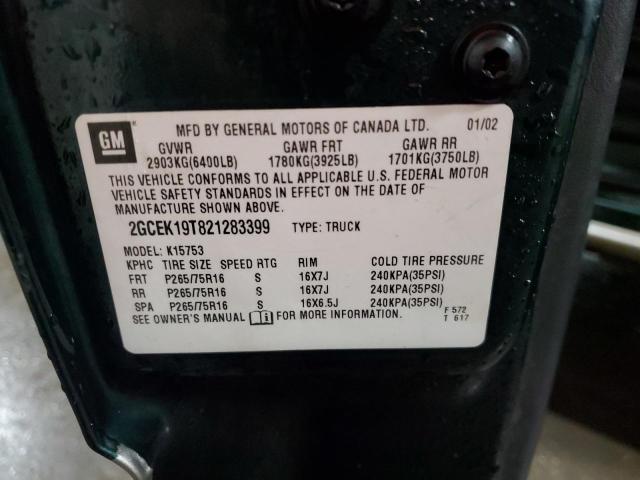 GM
MFD BY GENERAL MOTORS OF CANADA LTD. 01/02
GVWR GAWR FRT GAWR RR
2903KG(6400LB) 1780KG(3925LB) 1701KG(3750LB)
THIS VEHICLE CONFORMS TO ALL APPLICABLE U.S. FEDERAL MOTOR
VEHICLE SAFETY STANDARDS IN EFFECT ON THE DATE OF
MANUFACTURE SHOWN ABOVE.
2GCEK19T821283399 TYPE: TRUCK
MODEL: K15753
KPHC TIRE SIZE SPEED RTG RIM COLD TIRE PRESSURE
FRT P265/75R16 S 16X7J 240KPA(35PSI)
RR P265/75R16 S 16X7J 240KPA(35PSI)
SPA P265/75R16 S 16X6.5J 240KPA(35PSI)
SEE OWNER'S MANUAL FOR MORE INFORMATION. F 572
T 617